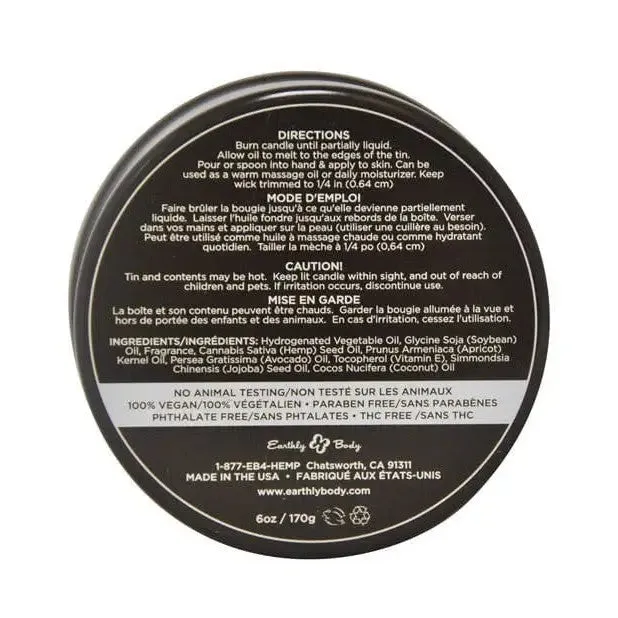 DIRECTIONS
Burn candle until partially liquid.
Allow oil to melt to the edges of the tin.
Pour or spoon into hand & apply to skin. Can be
used as a warm massage oil or daily moisturizer. Keep
wick trimmed to 1/4 in (0.64 cm)
MODE D'EMPLOI
Faire brûler la bougie jusqu'à ce qu'elle devienne partiellement
liquide. Laisser l'huile fondre jusqu'aux rebords de la boîte. Verser
dans vos mains et appliquer sur la peau (utiliser une cuillère au besoin).
Peut être utilisé comme huile à massage chaude ou comme hydratant
quotidien. Tailler la mèche à 1/4 po (0,64 cm)
CAUTION!
Tin and contents may be hot. Keep lit candle within sight, and out of reach of
children and pets. If irritation occurs, discontinue use.
MISE EN GARDE
La boîte et son contenu peuvent être chauds. Garder la bougie allumée à la vue et
hors de portée des enfants et des animaux. En cas d'irritation, cessez l'utilisation.
INGREDIENTS/INGRÉDIENTS: Hydrogenated Vegetable Oil, Glycine Soja (Soybean)
Oil, Fragrance, Cannabis Sativa (Hemp) Seed Oil, Prunus Armeniaca (Apricot)
Kernel Oil, Persea Gratissima (Avocado) Oil, Tocopherol (Vitamin E), Simmondsia
Chinensis (Jojoba) Seed Oil, Cocos Nucifera (Coconut) Oil
NO ANIMAL TESTING/NON TESTÉ SUR LES ANIMAUX
100% VEGAN/100% VÉGÉTALIEN • PARABEN FREE/SANS PARABÈNES
PHTHALATE FREE/SANS PHTALATES • THC FREE/SANS THC
Earthly Body
1-877-EB4-HEMP Chatsworth, CA 91311
MADE IN THE USA • FABRIQUÉ AUX ÉTATS-UNIS
www.earthlybody.com
6oz / 170g